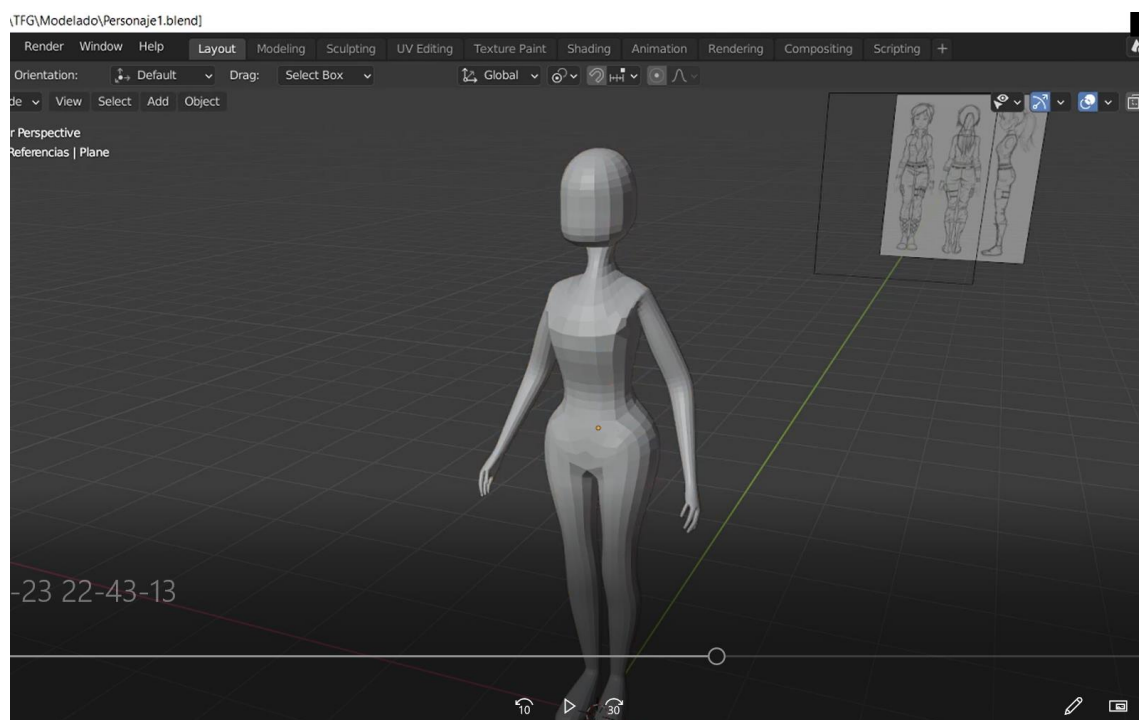 \TFG\Modelado\Personaje1.blend]
Render Window Help Layout Modeling Sculpting UV Editing Texture Paint Shading Animation Rendering Compositing Scripting +
Orientation: Default Drag: Select Box Global
de View Select Add Object
r Perspective
Referencias | Plane
-23 22-43-13
10 30